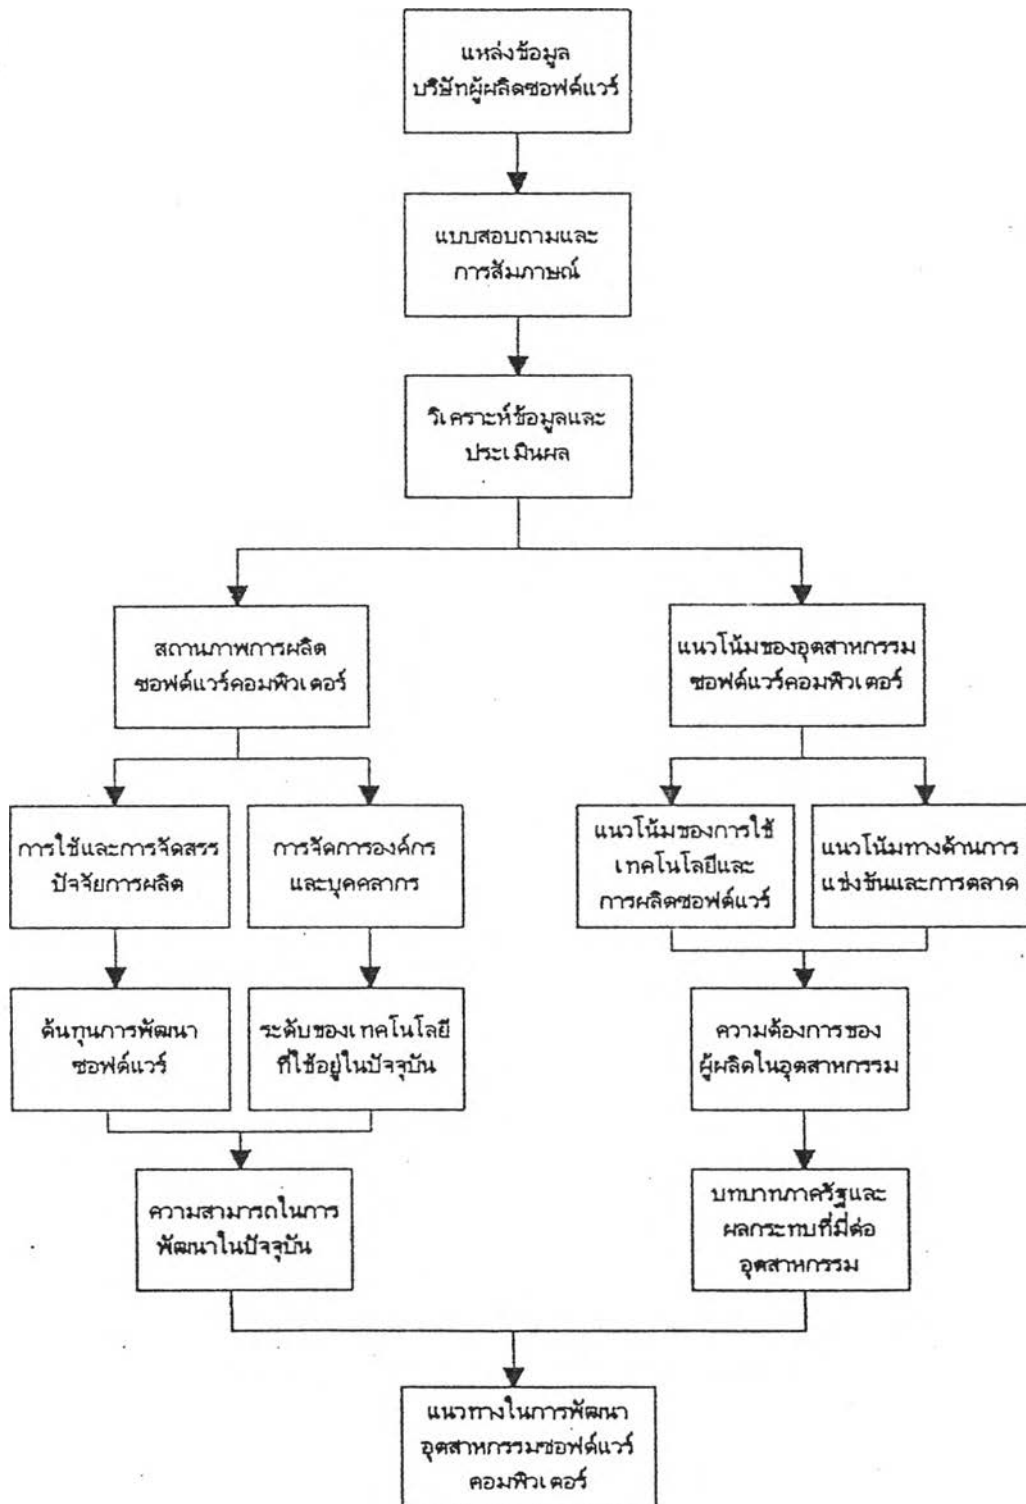 แหล่งข้อมูล
บริษัทผู้ผลิตซอฟต์แวร์
แบบสอบถามและ
การสัมภาษณ์
วิเคราะห์ข้อมูลและ
ประเมินผล
สถานภาพการผลิต
ซอฟต์แวร์คอมพิวเตอร์
แนวโน้มของอุตสาหกรรม
ซอฟต์แวร์คอมพิวเตอร์
การใช้และการจัดสรร
ปัจจัยการผลิต
การจัดการองค์กร
และบุคคลากร
แนวโน้มของการใช้
เทคโนโลยีและ
การผลิตซอฟต์แวร์
แนวโน้มทางด้านการ
แข่งขันและการตลาด
ต้นทุนการพัฒนา
ซอฟต์แวร์
ระดับของเทคโนโลยี
ที่ใช้อยู่ในปัจจุบัน
ความต้องการของ
ผู้ผลิตในอุตสาหกรรม
ความสามารถในการ
พัฒนาในปัจจุบัน
บทบาทภาครัฐและ
ผลกระทบที่มีต่อ
อุตสาหกรรม
แนวทางในการพัฒนา
อุตสาหกรรมซอฟต์แวร์
คอมพิวเตอร์